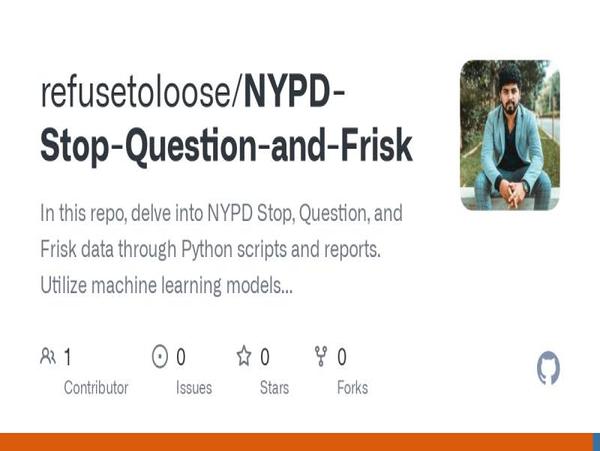 refusetoloose/NYPD-
Stop-Question-and-Frisk
In this repo, delve into NYPD Stop, Question, and
Frisk data through Python scripts and reports.
Utilize machine learning models...
1 0 0 0
Contributor Issues Stars Forks